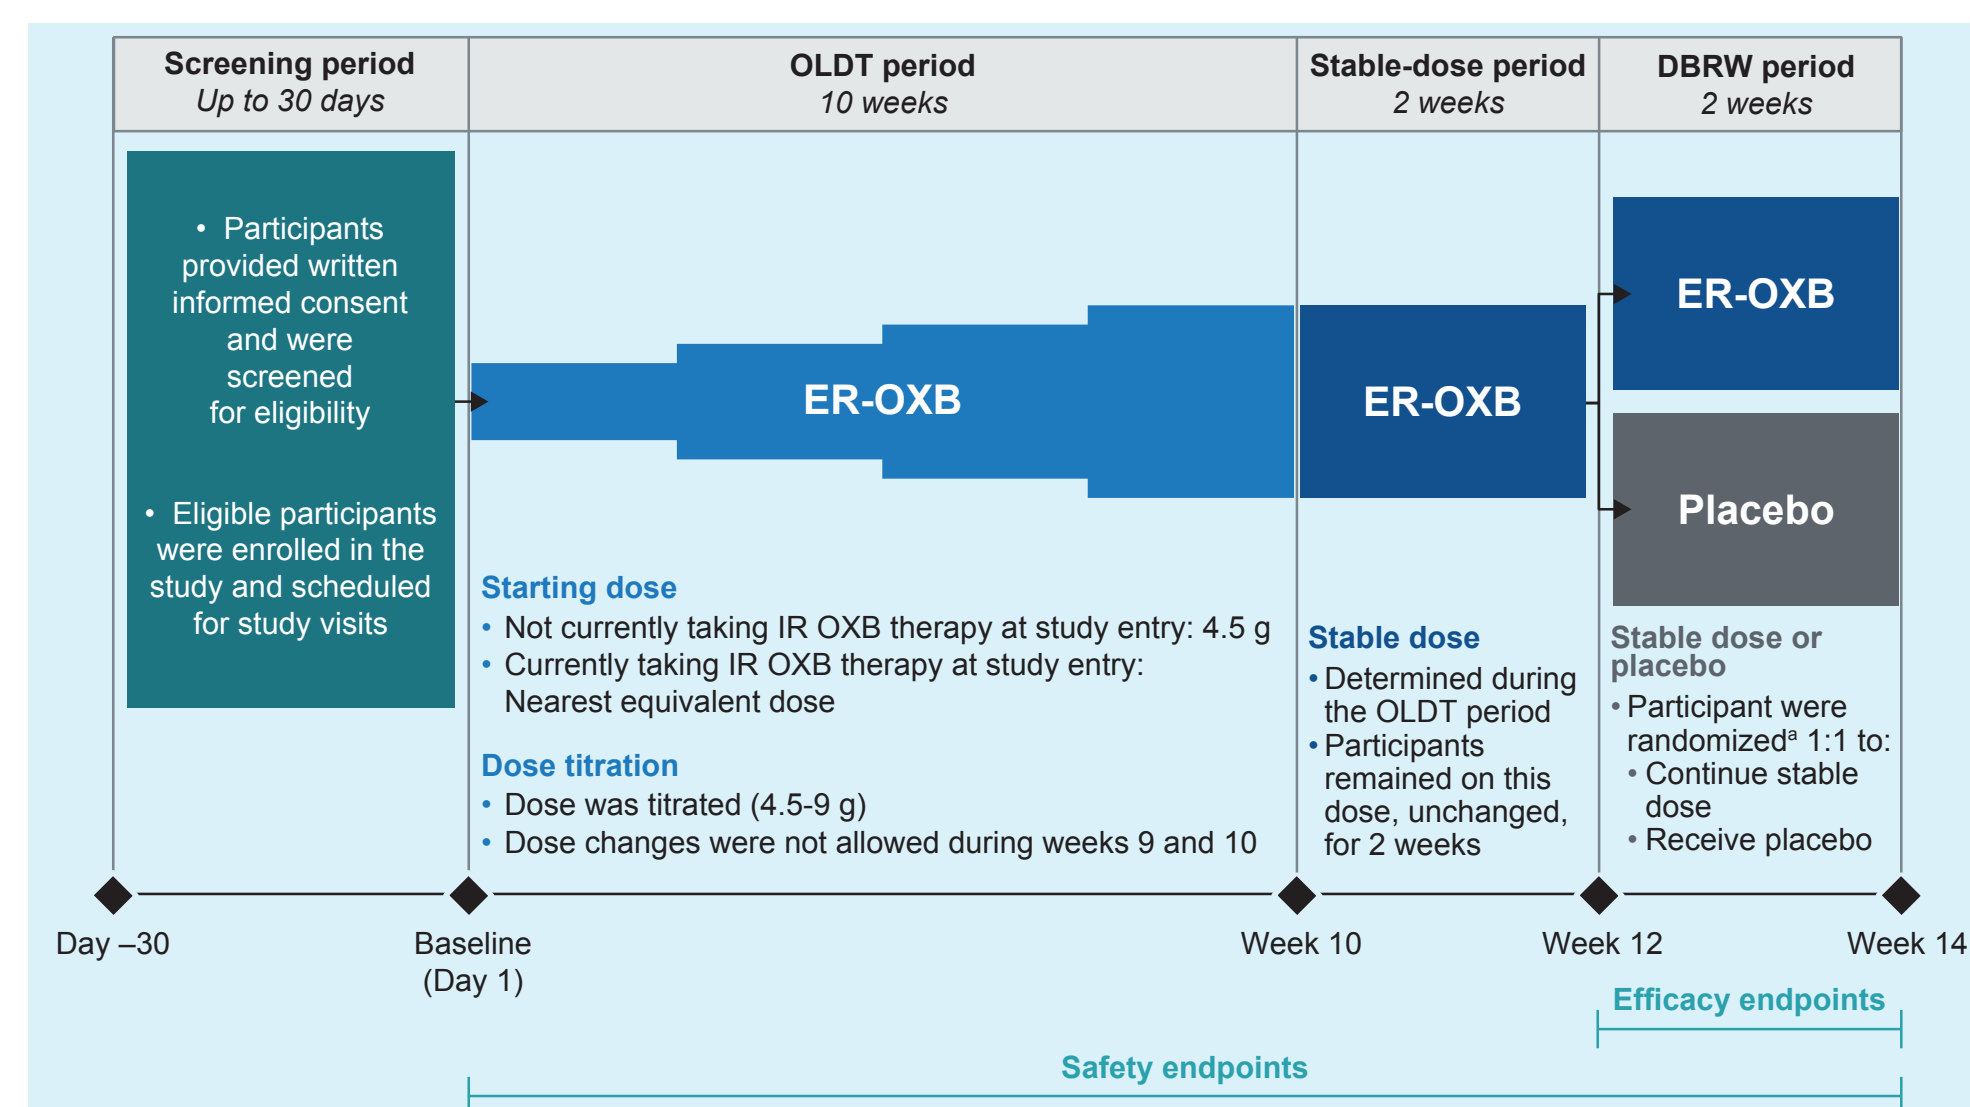 Screening period
Up to 30 days
OLDT period
10 weeks
Stable-dose period
2 weeks
DBRW period
2 weeks
• Participants
provided written
informed consent
and were
screened
for eligibility
• Eligible participants
were enrolled in the
study and scheduled
for study visits
ER-OXB
Starting dose
• Not currently taking IR OXB therapy at study entry: 4.5 g
• Currently taking IR OXB therapy at study entry:
Nearest equivalent dose
Dose titration
• Dose was titrated (4.5-9 g)
• Dose changes were not allowed during weeks 9 and 10
ER-OXB
Stable dose
• Determined during
the OLDT period
• Participants
remained on this
dose, unchanged,
for 2 weeks
ER-OXB
Placebo
Stable dose or
placebo
• Participant were
randomizedᵃ 1:1 to:
• Continue stable
dose
• Receive placebo
Day –30
Baseline
(Day 1)
Week 10
Week 12
Week 14
Efficacy endpoints
Safety endpoints